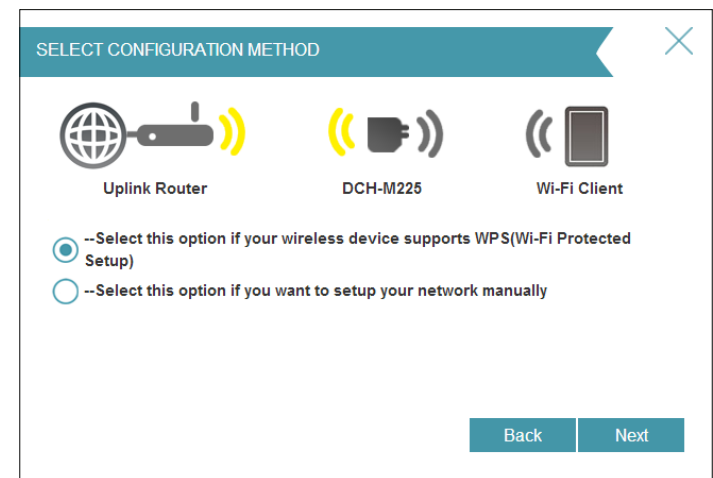 SELECT CONFIGURATION METHOD
Uplink Router DCH-M225 Wi-Fi Client
--Select this option if your wireless device supports WPS(Wi-Fi Protected
Setup)
--Select this option if you want to setup your network manually
Back Next